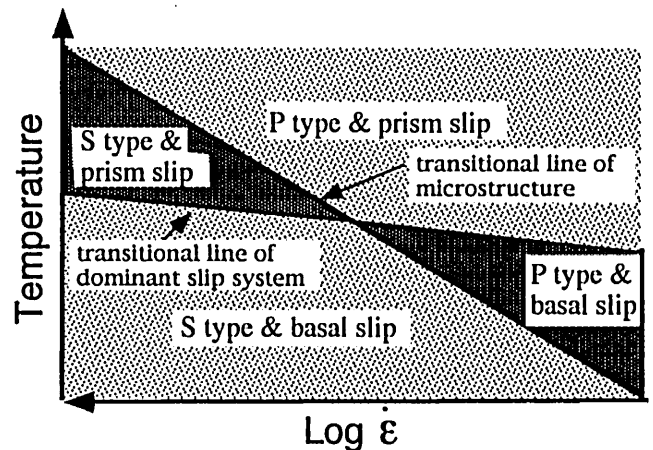 Temperature
P type & prism slip
S type &
prism slip
transitional line of
microstructure
transitional line of
dominant slip system
P type &
basal slip
S type & basal slip
Log ε̇